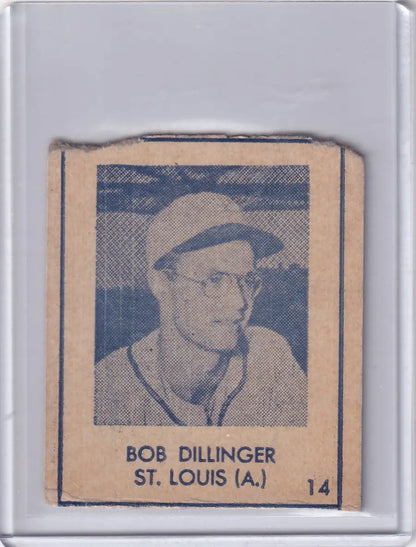 BOB DILLINGER
ST. LOUIS (A.)
14